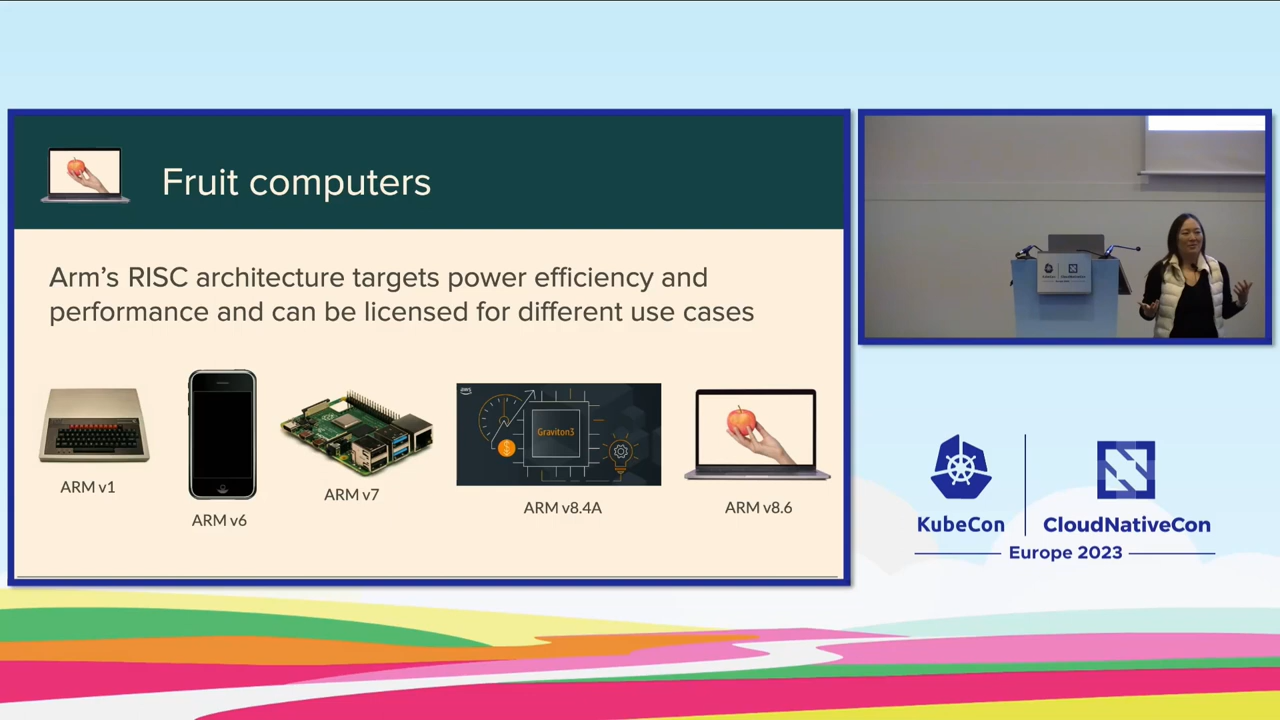 Fruit computers
Arm's RISC architecture targets power efficiency and
performance and can be licensed for different use cases
aws
Graviton3
ARM v1
ARM v6
ARM v7
ARM v8.4A
ARM v8.6
KubeCon
CloudNativeCon
Europe 2023